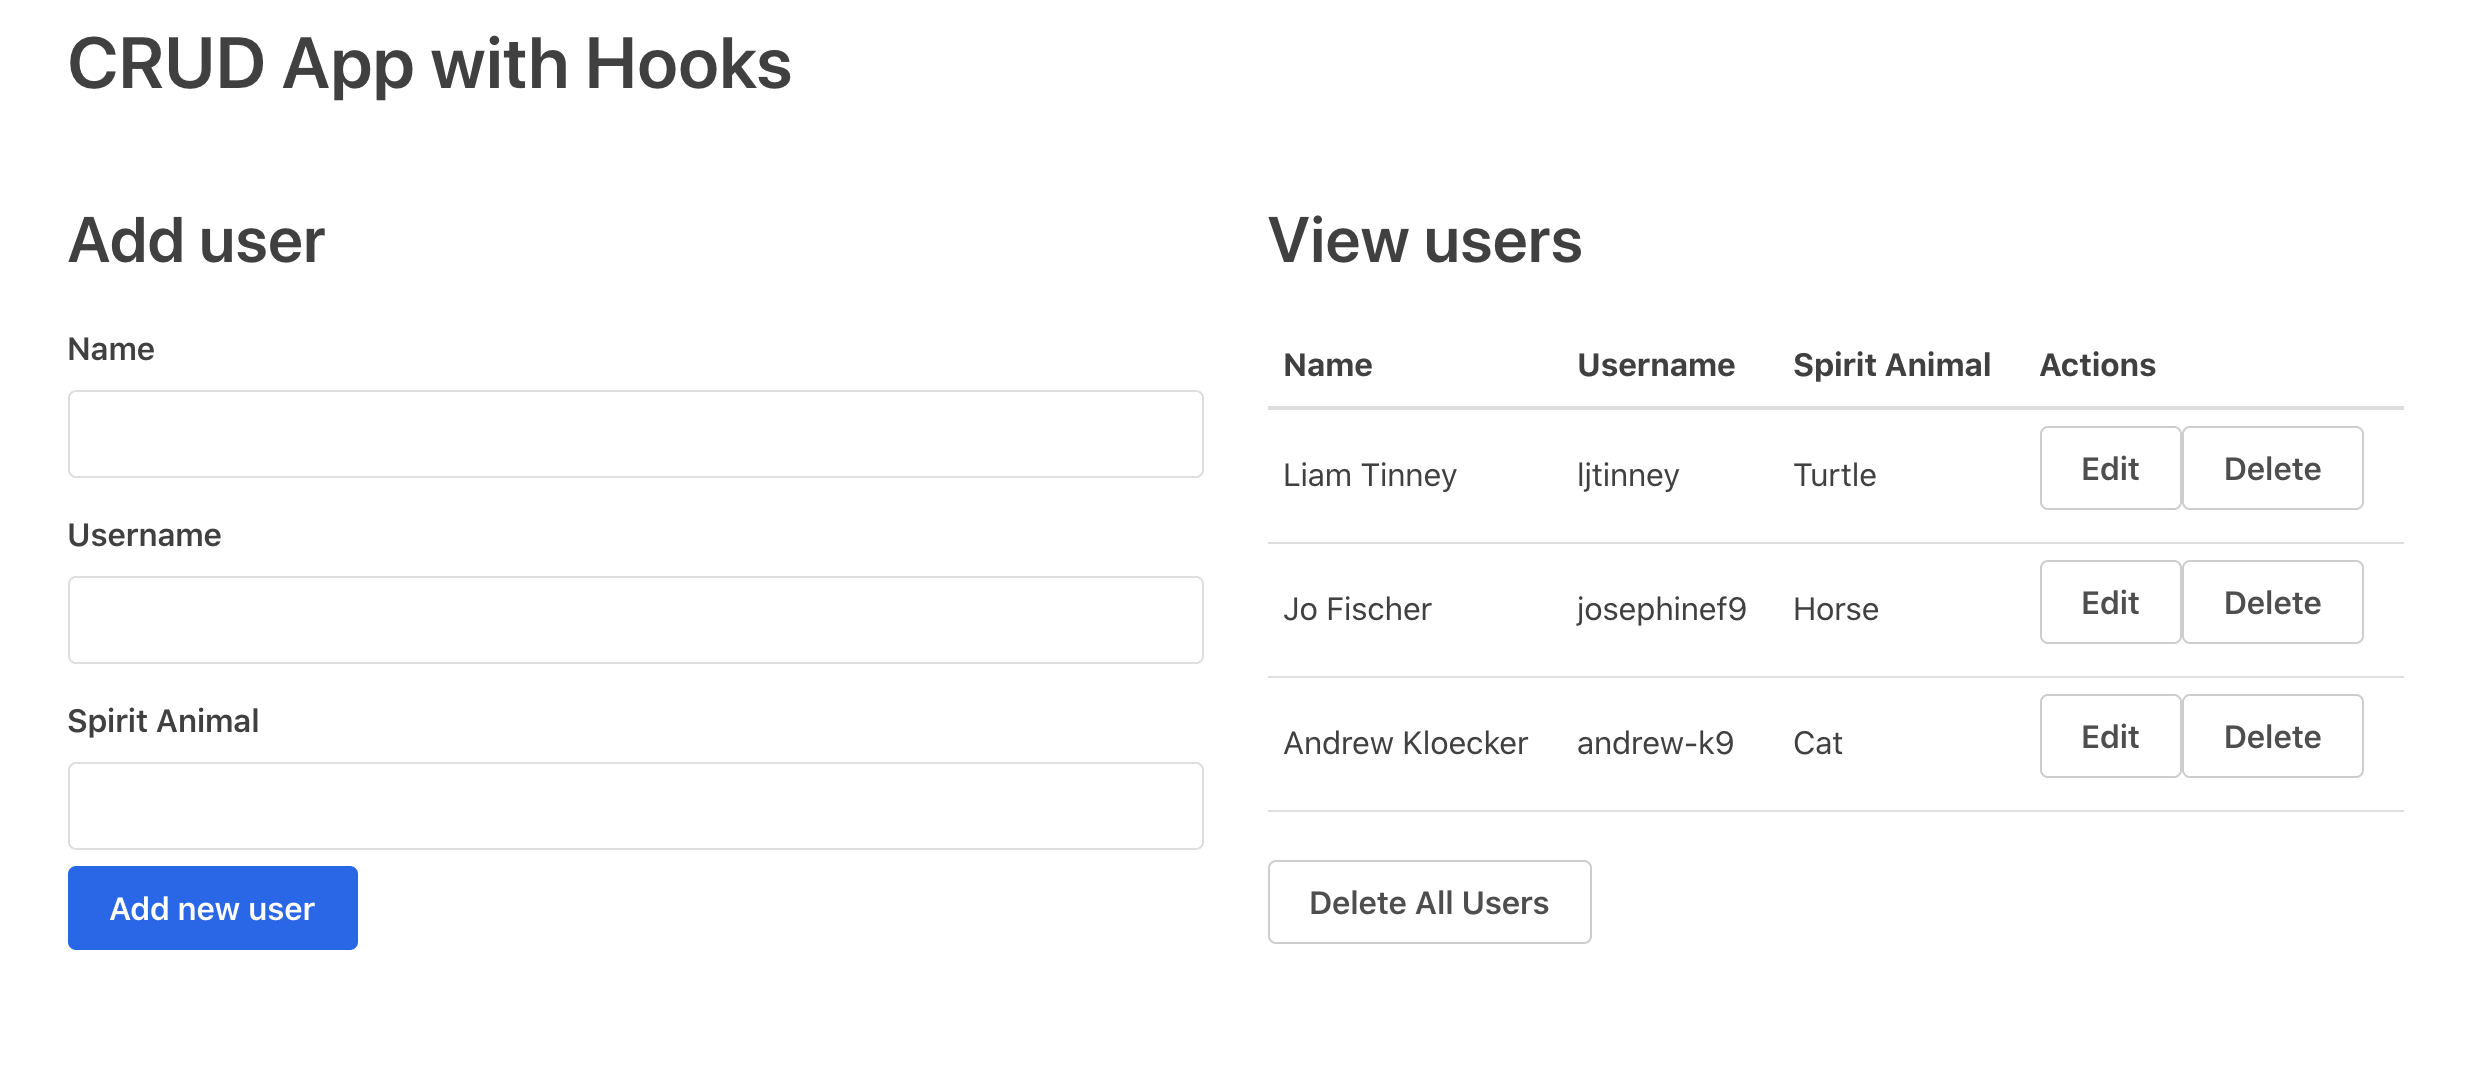 CRUD App with Hooks
Add user
Name
Username
Spirit Animal
Add new user
View users
Name Username Spirit Animal Actions
Liam Tinney ljtinney Turtle Edit Delete
Jo Fischer josephinef9 Horse Edit Delete
Andrew Kloecker andrew-k9 Cat Edit Delete
Delete All Users